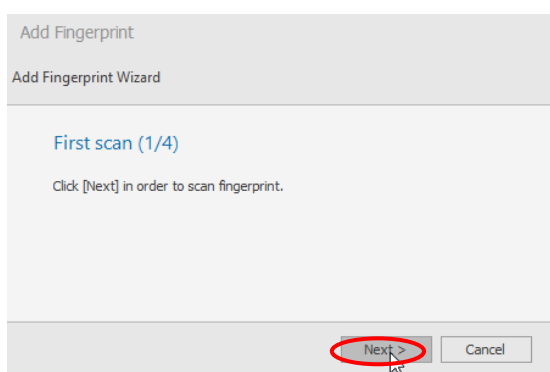 Add Fingerprint
Add Fingerprint Wizard
First scan (1/4)
Click [Next] in order to scan fingerprint.
Next > Cancel